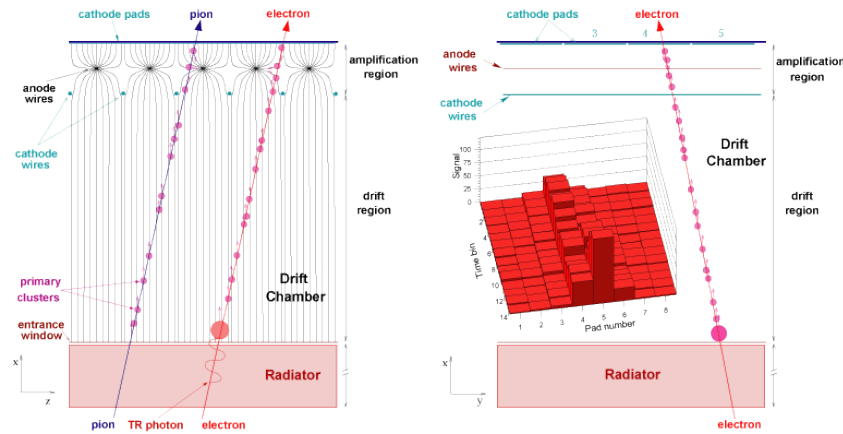 cathode pads
pion
electron
anode
wires
cathode
wires
amplification
region
drift
region
primary
clusters
Drift
Chamber
entrance
window
Radiator
x
z
pion
TR photon
electron
electron
cathode pads
3
4
5
anode
wires
cathode
wires
amplification
region
Drift
Chamber
drift
region
Signal
120
100
75
50
25
0
0
2
4
6
8
10
12
14
Time bin
1
2
3
4
5
6
7
8
Pad number
Radiator
x
y
electron